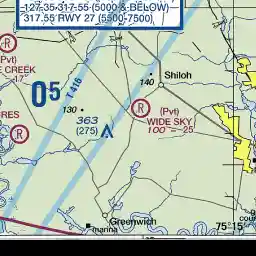 127.35 317.55 (5000 & BELOW)
317.55 RWY 27 (5500-7500)
R
(Pvt)
E CREEK
17
Shiloh
140
T 416
05
130
363
(275)
R
(Pvt)
WIDE SKY
100 - 25
RES
R
75°15'
Greenwich
marina